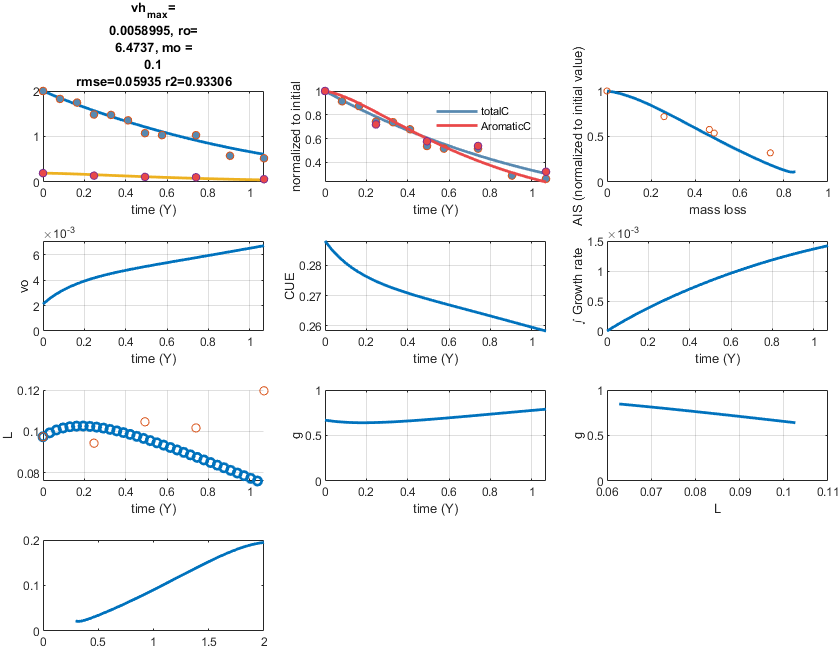 vh_max=
0.0058995, ro=
6.4737, mo =
0.1
rmse=0.05935 r2=0.93306
2
1
0
0 0.2 0.4 0.6 0.8 1
time (Y)
normalized to initial
1
0.8
0.6
0.4
totalC
AromaticC
0 0.2 0.4 0.6 0.8 1
time (Y)
AIS (normalized to initial value)
1
0.5
0
0 0.2 0.4 0.6 0.8 1
mass loss
×10⁻³
vo
6
4
2
0
0 0.2 0.4 0.6 0.8 1
time (Y)
CUE
0.28
0.27
0.26
0 0.2 0.4 0.6 0.8 1
time (Y)
×10⁻³
∫ Growth rate
1.5
1
0.5
0
0 0.2 0.4 0.6 0.8 1
time (Y)
L
0.12
0.1
0.08
0 0.2 0.4 0.6 0.8 1
time (Y)
g
1
0.5
0
0 0.2 0.4 0.6 0.8 1
time (Y)
g
1
0.5
0
0.06 0.07 0.08 0.09 0.1 0.11
L
0.2
0.1
0
0 0.5 1 1.5 2